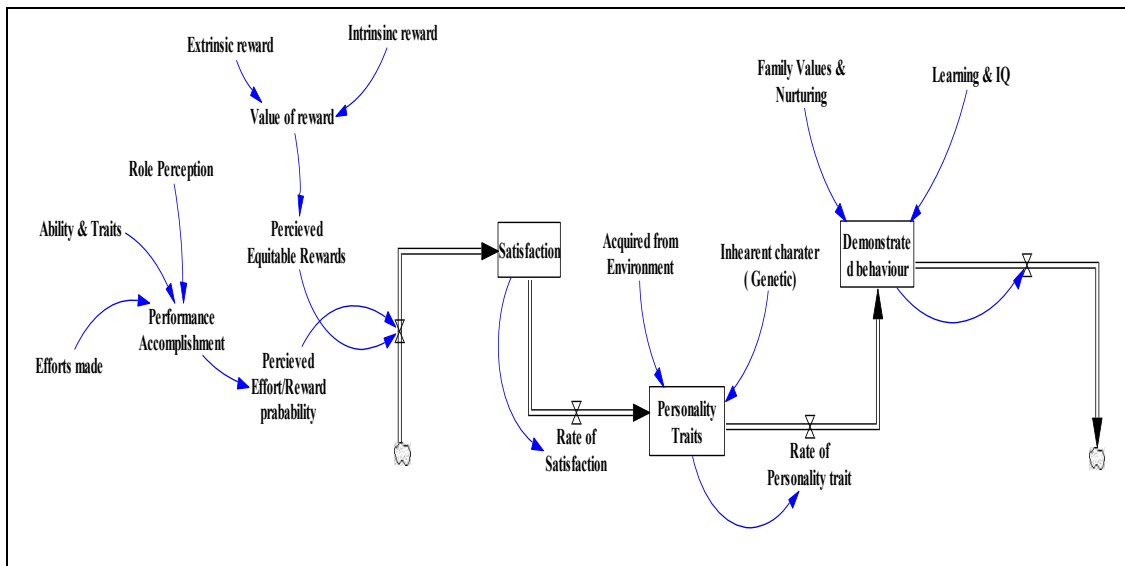 Extrinsic reward
Intrinsinc reward
Value of reward
Role Perception
Ability & Traits
Efforts made
Performance
Accomplishment
Percieved
Equitable Rewards
Percieved
Effort/Reward
prabability
Satisfaction
Rate of
Satisfaction
Acquired from
Environment
Inhearent charater
( Genetic)
Personality
Traits
Rate of
Personality trait
Family Values &
Nurturing
Learning & IQ
Demonstrate
d behaviour